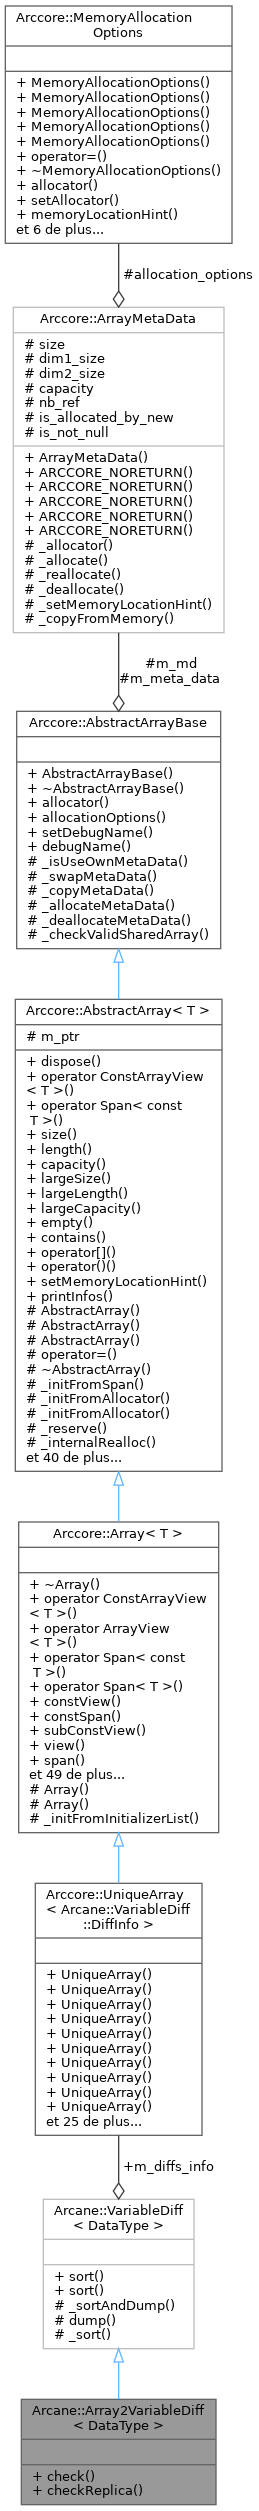 Arccore::MemoryAllocation
Options
+ MemoryAllocationOptions()
+ MemoryAllocationOptions()
+ MemoryAllocationOptions()
+ MemoryAllocationOptions()
+ MemoryAllocationOptions()
+ operator=()
+ ~MemoryAllocationOptions()
+ allocator()
+ setAllocator()
+ memoryLocationHint()
et 6 de plus...
#allocation_options
Arccore::ArrayMetaData
# size
# dim1_size
# dim2_size
# capacity
# nb_ref
# is_allocated_by_new
# is_not_null
+ ArrayMetaData()
+ ARCCORE_NORETURN()
+ ARCCORE_NORETURN()
+ ARCCORE_NORETURN()
+ ARCCORE_NORETURN()
+ ARCCORE_NORETURN()
# _allocator()
# _allocate()
# _reallocate()
# _deallocate()
# _setMemoryLocationHint()
# _copyFromMemory()
#m_md
#m_meta_data
Arccore::AbstractArrayBase
+ AbstractArrayBase()
+ ~AbstractArrayBase()
+ allocator()
+ allocationOptions()
+ setDebugName()
+ debugName()
# _isUseOwnMetaData()
# _swapMetaData()
# _copyMetaData()
# _allocateMetaData()
# _deallocateMetaData()
# _checkValidSharedArray()
Arccore::AbstractArray< T >
# m_ptr
+ dispose()
+ operator ConstArrayView
< T >()
+ operator Span< const
T >()
+ size()
+ length()
+ capacity()
+ largeSize()
+ largeLength()
+ largeCapacity()
+ empty()
+ contains()
+ operator[]()
+ operator()()
+ setMemoryLocationHint()
+ printInfos()
# AbstractArray()
# AbstractArray()
# AbstractArray()
# operator=()
# ~AbstractArray()
# _initFromSpan()
# _initFromAllocator()
# _initFromAllocator()
# _reserve()
# _internalRealloc()
et 40 de plus...
Arccore::Array< T >
+ ~Array()
+ operator ConstArrayView
< T >()
+ operator ArrayView
< T >()
+ operator Span< const
T >()
+ operator Span< T >()
+ constView()
+ constSpan()
+ subConstView()
+ view()
+ span()
et 49 de plus...
# Array()
# Array()
# _initFromInitializerList()
Arccore::UniqueArray
< Arcane::VariableDiff
::DiffInfo >
+ UniqueArray()
+ UniqueArray()
+ UniqueArray()
+ UniqueArray()
+ UniqueArray()
+ UniqueArray()
+ UniqueArray()
+ UniqueArray()
+ UniqueArray()
+ UniqueArray()
et 25 de plus...
+m_diffs_info
Arcane::VariableDiff
< DataType >
+ sort()
+ sort()
# _sortAndDump()
# dump()
# _sort()
Arcane::Array2VariableDiff
< DataType >
+ check()
+ checkReplica()